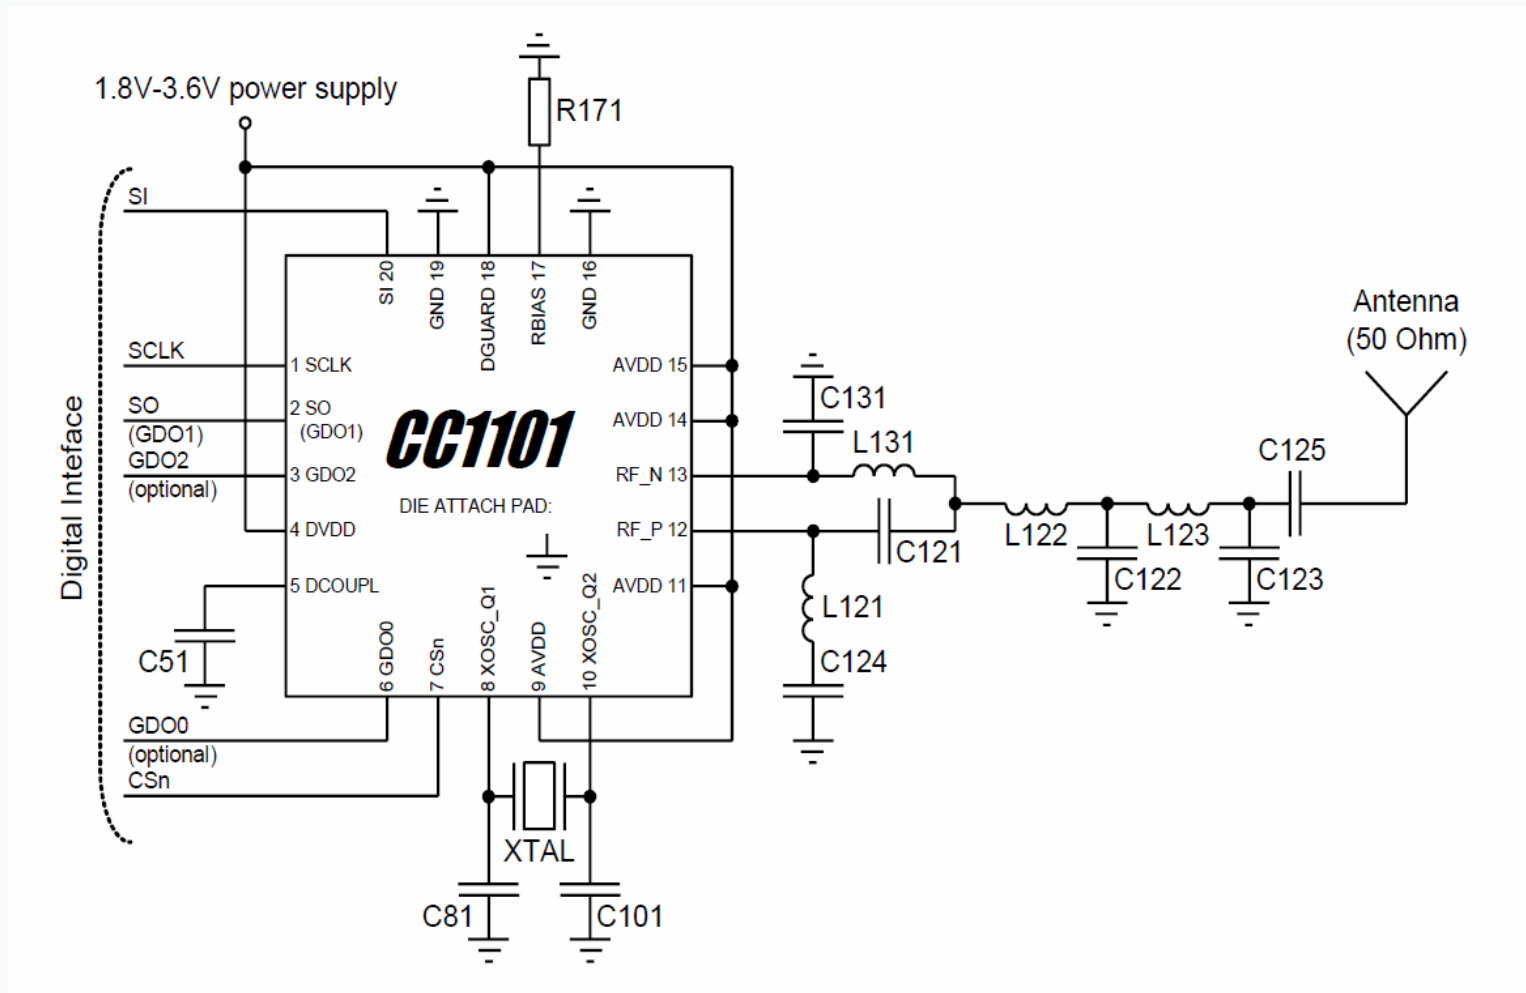 1.8V-3.6V power supply
R171
SI
SI 20
GND 19
DGUARD 18
RBIAS 17
GND 16
Antenna
(50 Ohm)
SCLK
1 SCLK
AVDD 15
SO
(GDO1)
2 SO
(GDO1)
AVDD 14
C131
L131
C125
GDO2
(optional)
3 GDO2
CC1101
RF_N 13
DIE ATTACH PAD:
4 DVDD
RF_P 12
C121
L122
L123
C122
C123
Digital Inteface
5 DCOUPL
AVDD 11
L121
C51
C124
6 GDO0
7 CSn
8 XOSC_Q1
9 AVDD
10 XOSC_Q2
GDO0
(optional)
CSn
XTAL
C81
C101